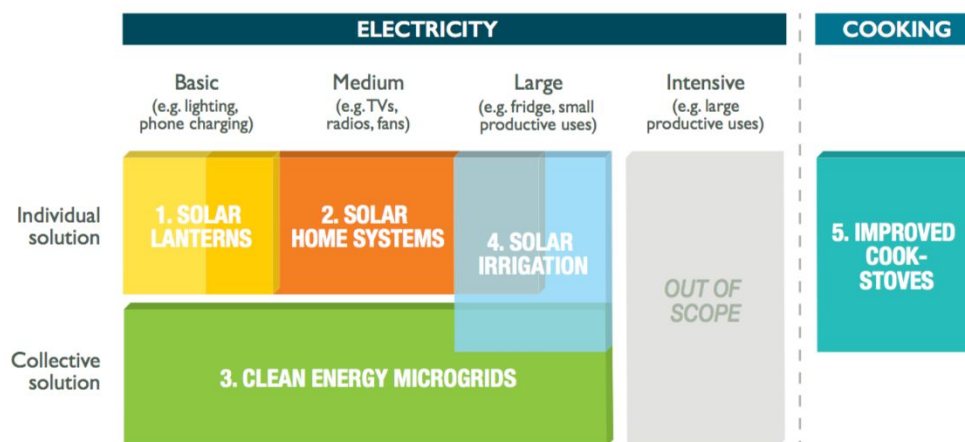 ELECTRICITY
COOKING
Basic
(e.g. lighting,
phone charging)
Medium
(e.g. TVs,
radios, fans)
Large
(e.g. fridge, small
productive uses)
Intensive
(e.g. large
productive uses)
Individual
solution
1. SOLAR
LANTERNS
2. SOLAR
HOME SYSTEMS
4. SOLAR
IRRIGATION
OUT OF
SCOPE
5. IMPROVED
COOK-
STOVES
Collective
solution
3. CLEAN ENERGY MICROGRIDS